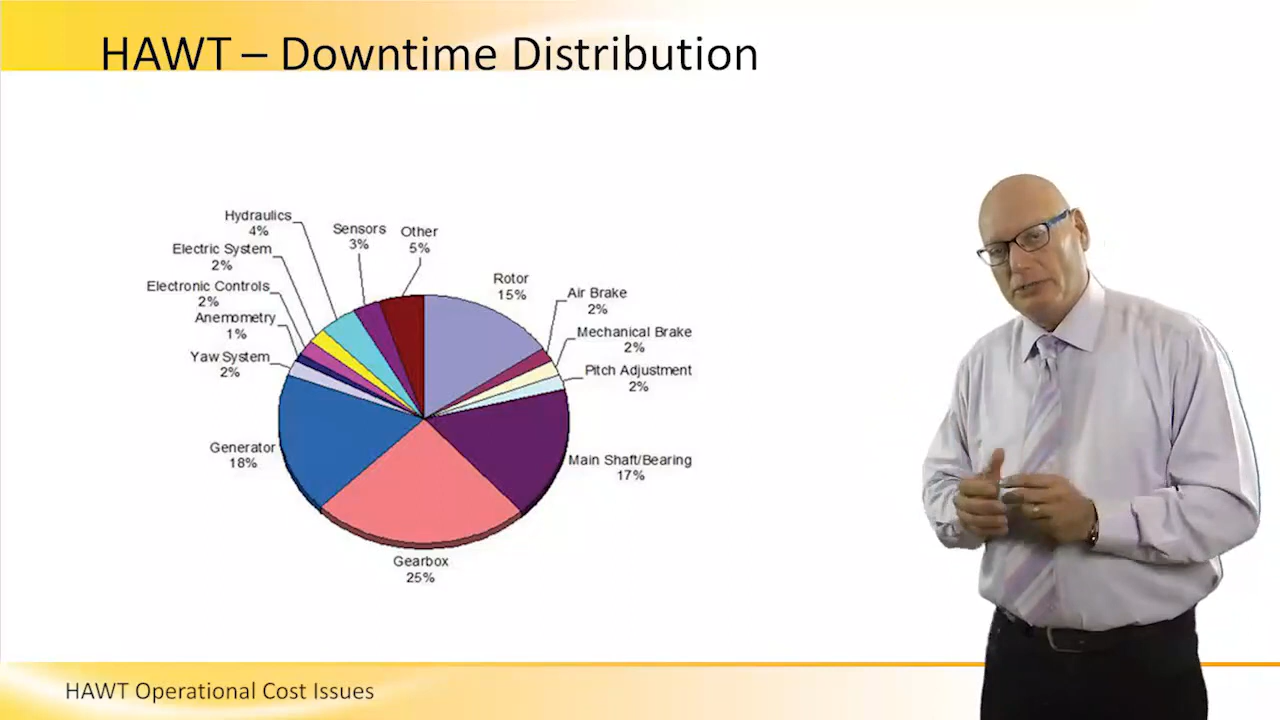 HAWT – Downtime Distribution
Hydraulics
4%
Sensors
3%
Other
5%
Electric System
2%
Rotor
15%
Electronic Controls
2%
Air Brake
2%
Anemometry
1%
Mechanical Brake
2%
Yaw System
2%
Pitch Adjustment
2%
Generator
18%
Main Shaft/Bearing
17%
Gearbox
25%
HAWT Operational Cost Issues